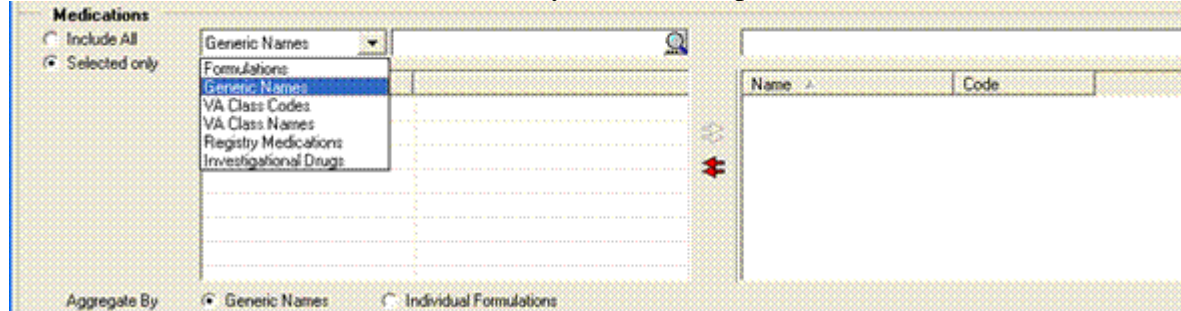 Medications
Include All
Generic Names
Selected only
Formulations
Generic Names
VA Class Codes
VA Class Names
Registry Medications
Investigational Drugs
Name
Code
Aggregate By
Generic Names
Individual Formulations